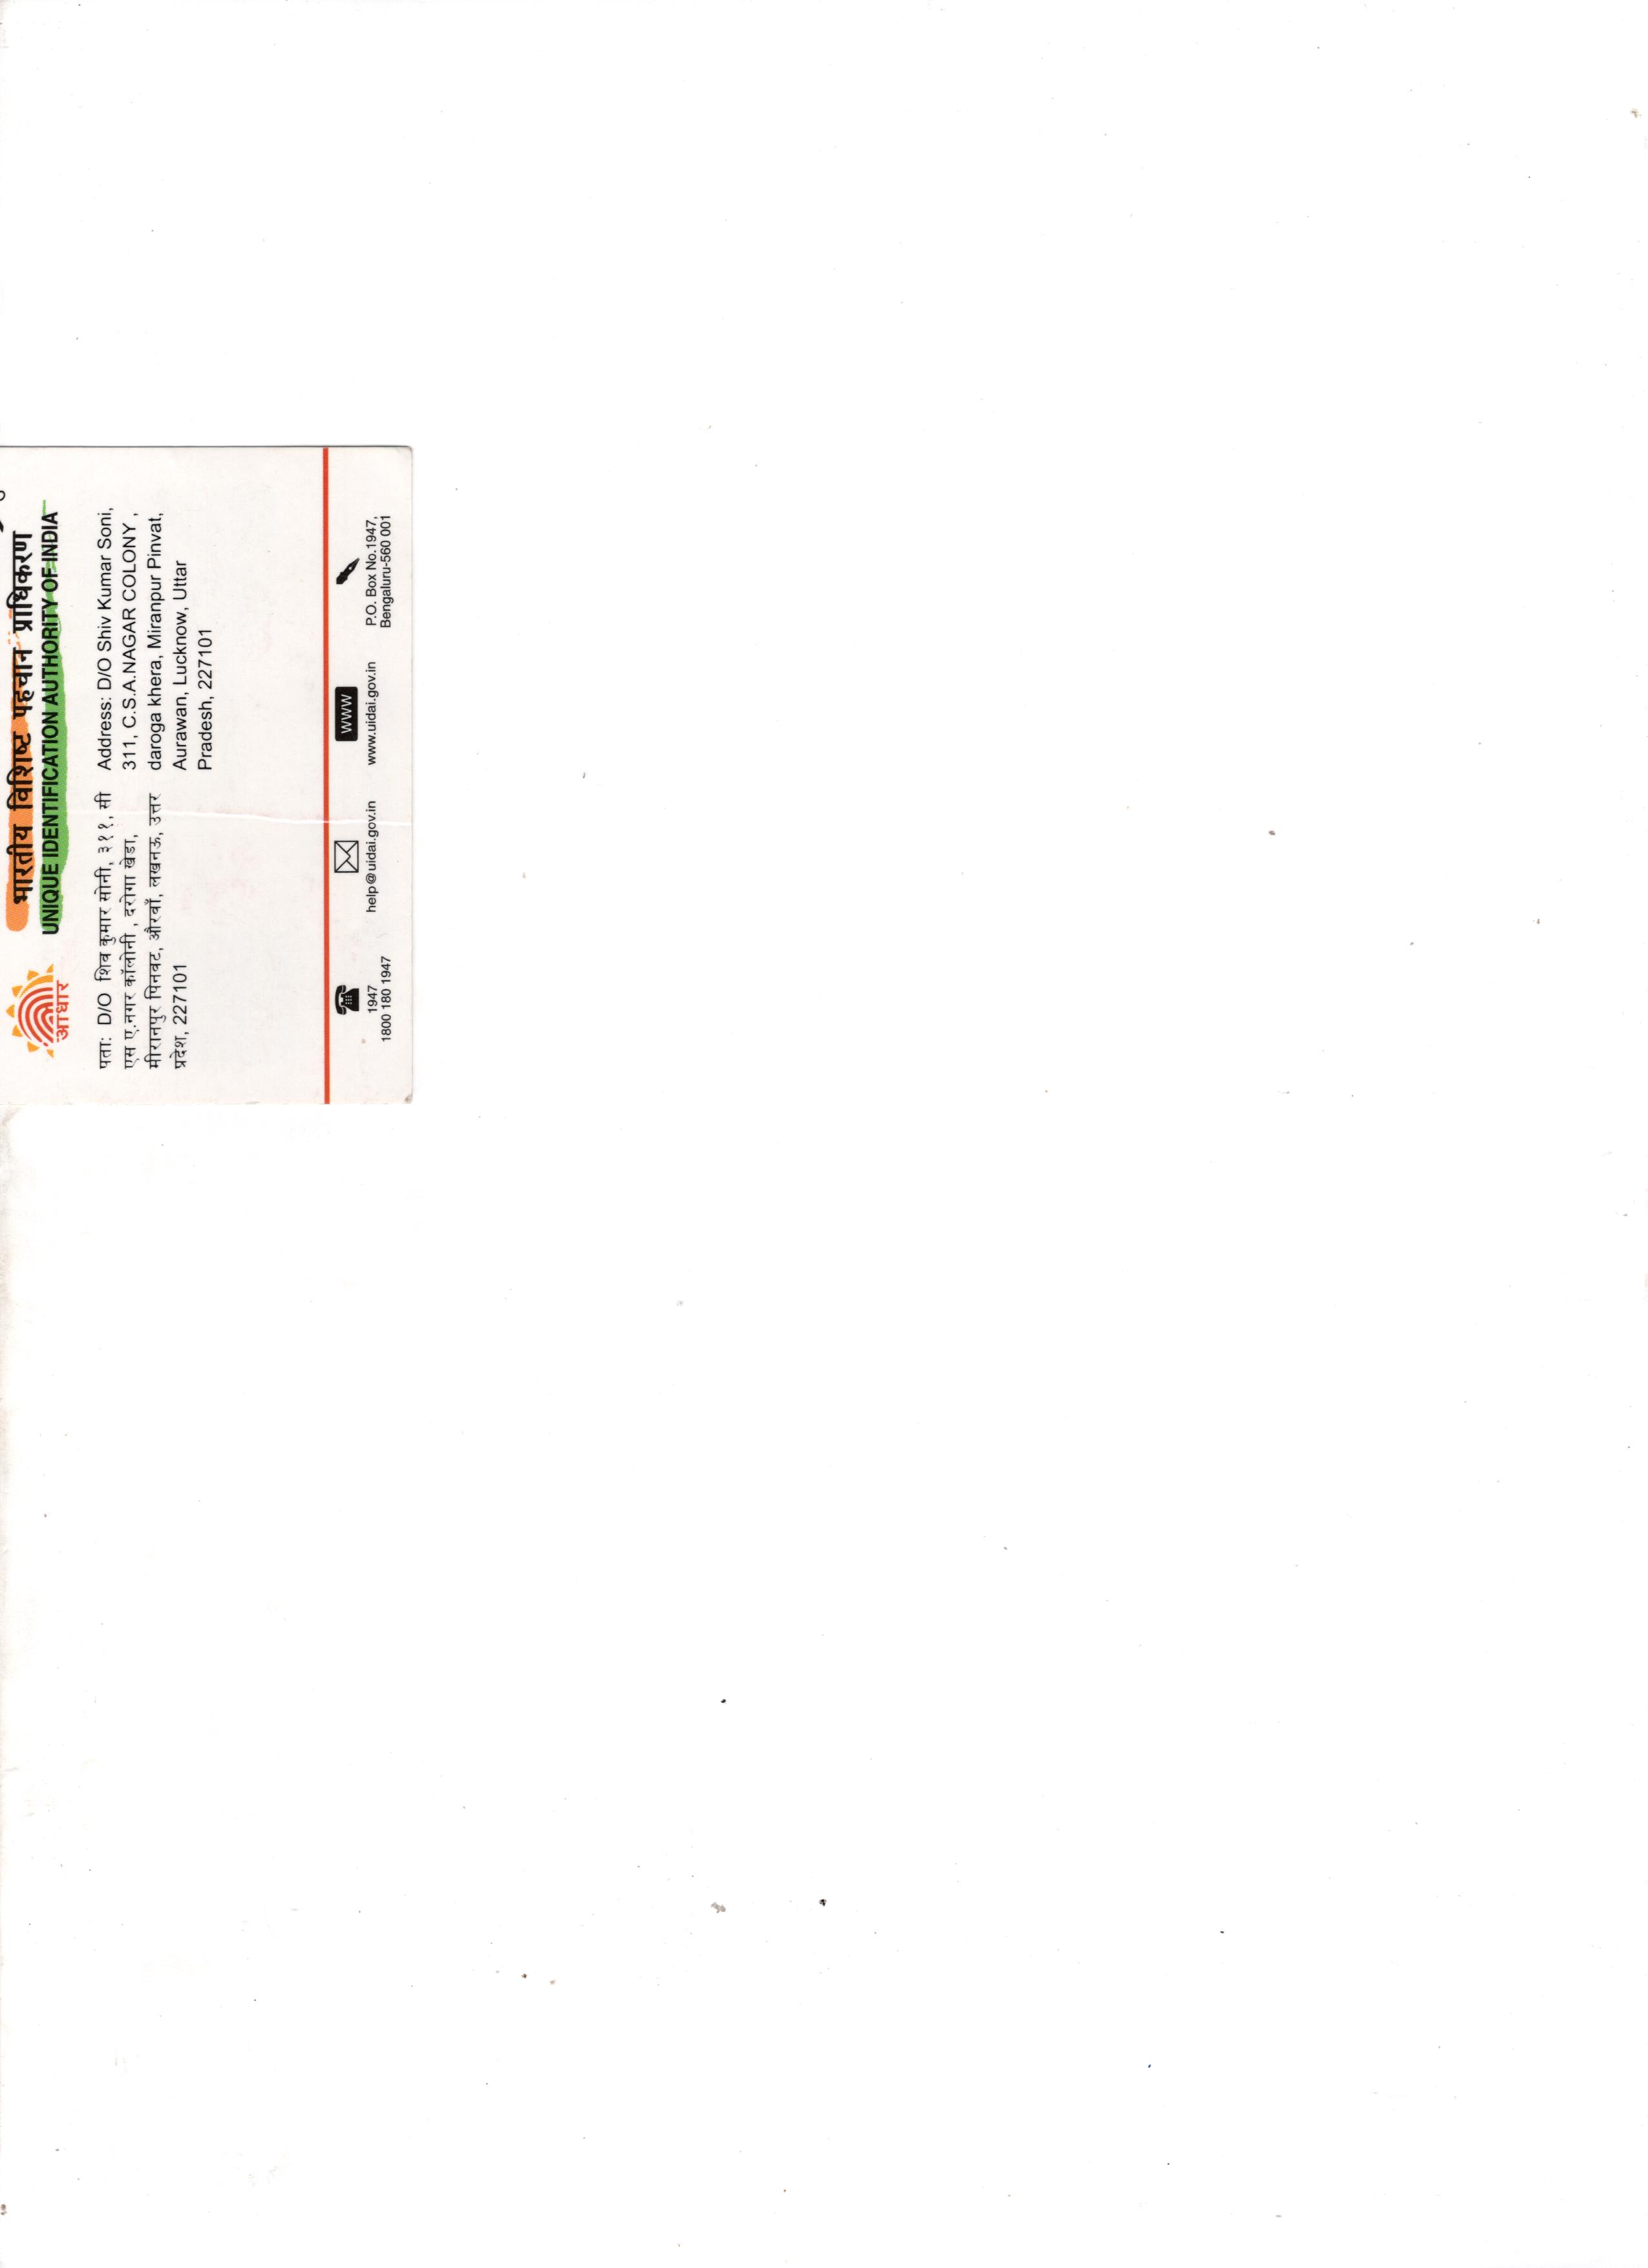 भारतीय विशिष्ट पहचान प्राधिकरण
UNIQUE IDENTIFICATION AUTHORITY OF INDIA
आधार
पता: D/O शिव कुमार सोनी, ३११, सी
एस ए.नगर कॉलोनी , दरोगा खेडा,
मीरानपुर पिनवट, औरवाँ, लखनऊ, उत्तर
प्रदेश, 227101
Address: D/O Shiv Kumar Soni,
311, C.S.A.NAGAR COLONY ,
daroga khera, Miranpur Pinvat,
Aurawan, Lucknow, Uttar
Pradesh, 227101
1947
1800 180 1947
help@uidai.gov.in
WWW
www.uidai.gov.in
P.O. Box No.1947,
Bengaluru-560 001